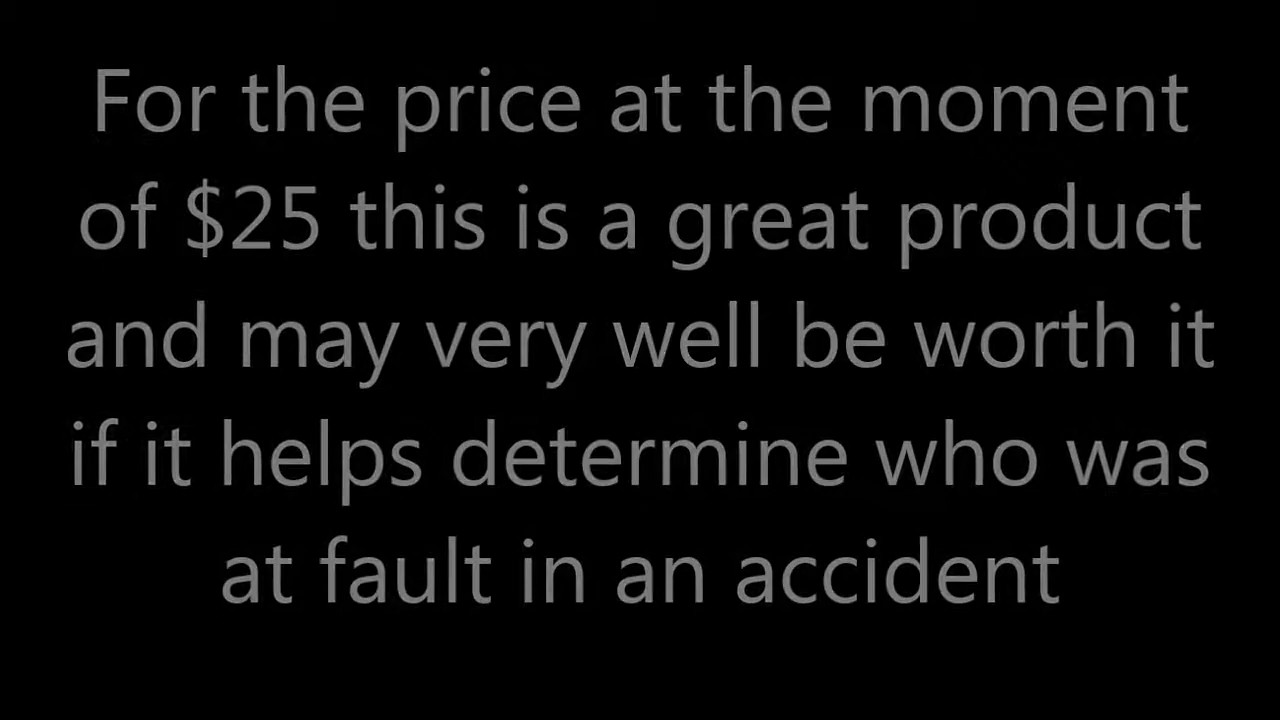 For the price at the moment
of $25 this is a great product
and may very well be worth it
if it helps determine who was
at fault in an accident